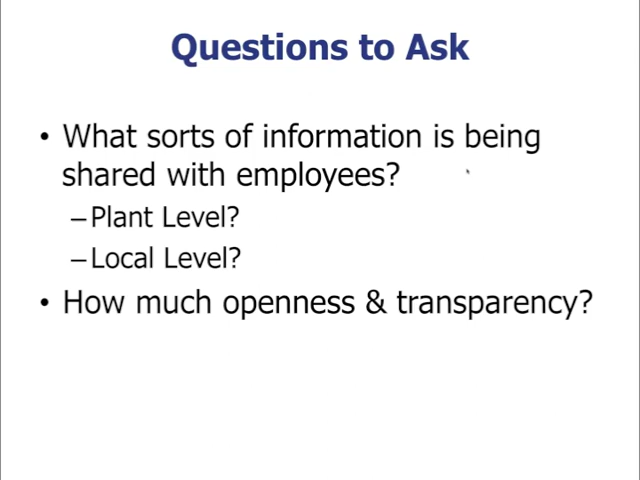 Questions to Ask
• What sorts of information is being
shared with employees?
–Plant Level?
–Local Level?
• How much openness & transparency?